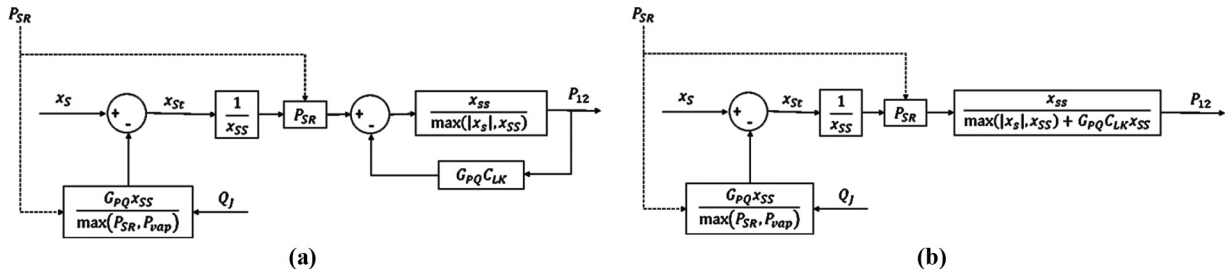 P_SR
x_S
+
-
x_St
1
x_SS
P_SR
+
-
x_ss
max(|x_s|, x_SS)
P_12
G_PQ C_LK
G_PQ x_SS
max(P_SR, P_vap)
Q_J
(a)
P_SR
x_S
+
-
x_St
1
x_SS
P_SR
x_ss
max(|x_s|, x_SS) + G_PQ C_LK x_SS
P_12
G_PQ x_SS
max(P_SR, P_vap)
Q_J
(b)